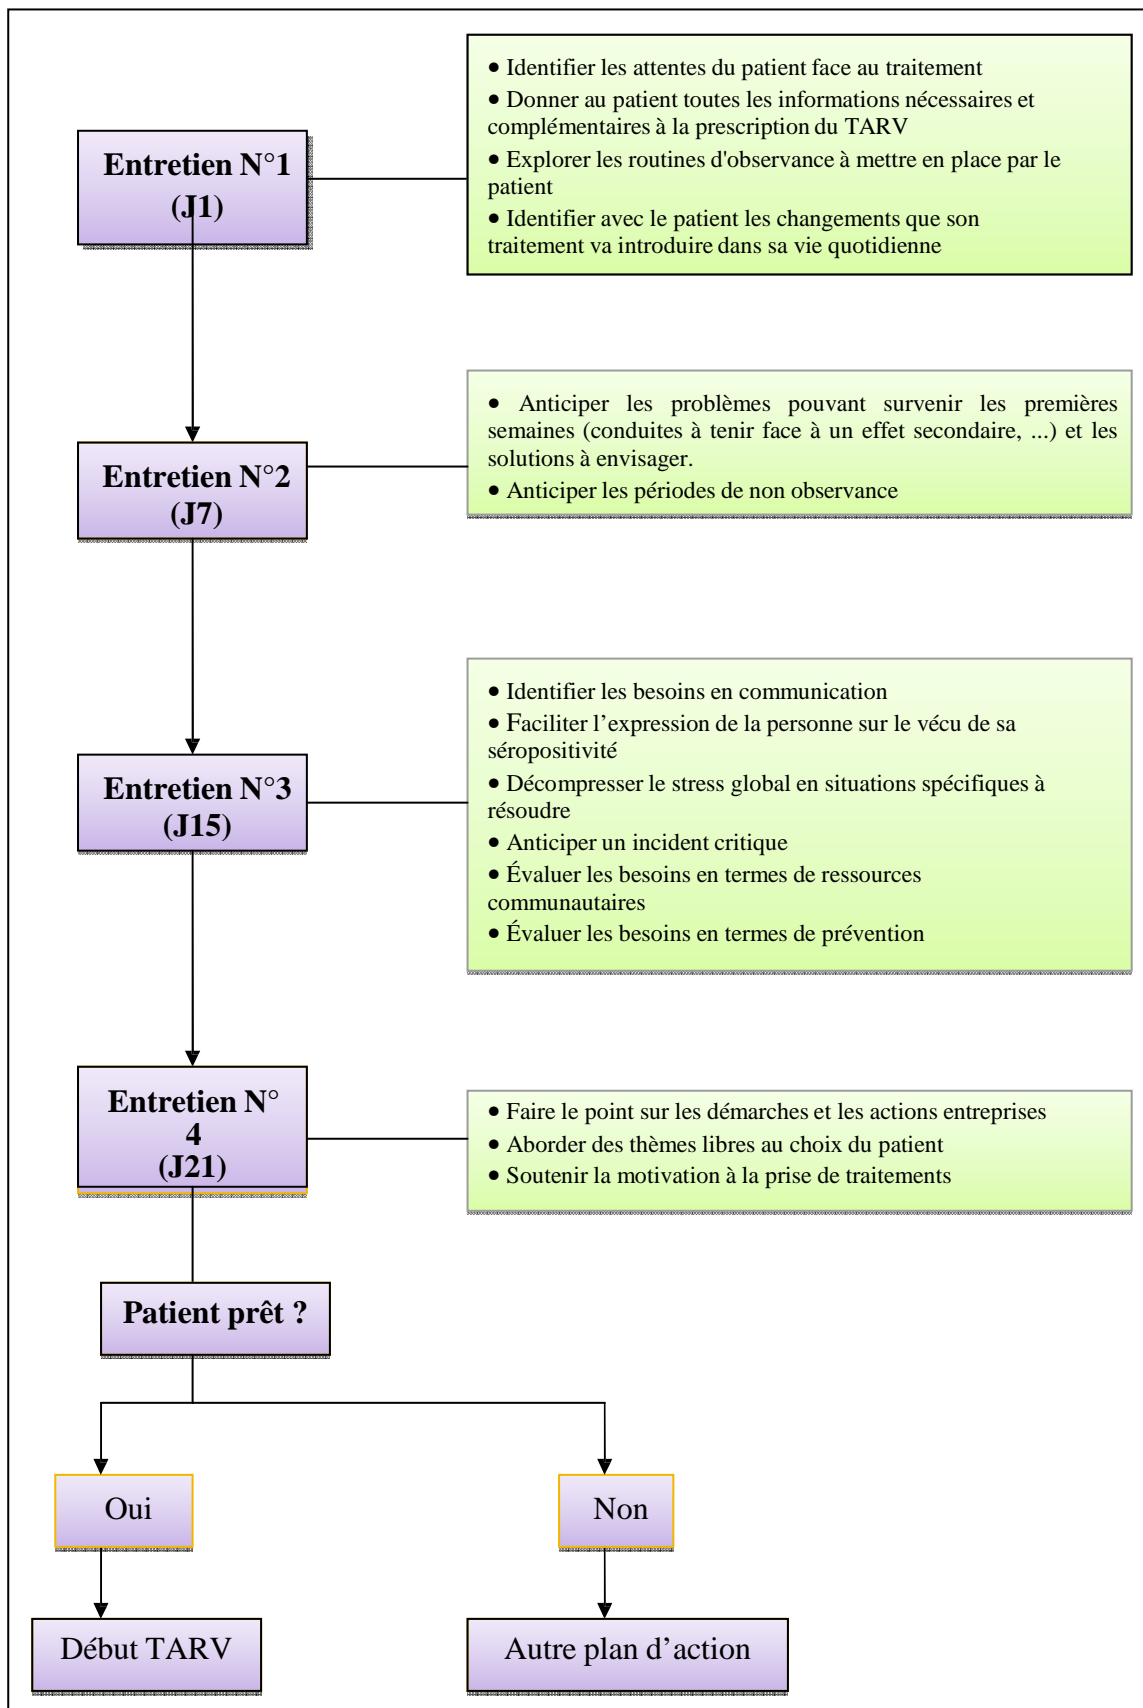 Entretien N°1
(J1)
• Identifier les attentes du patient face au traitement
• Donner au patient toutes les informations nécessaires et
complémentaires à la prescription du TARV
• Explorer les routines d'observance à mettre en place par le
patient
• Identifier avec le patient les changements que son
traitement va introduire dans sa vie quotidienne
Entretien N°2
(J7)
• Anticiper les problèmes pouvant survenir les premières
semaines (conduites à tenir face à un effet secondaire, ...) et les
solutions à envisager.
• Anticiper les périodes de non observance
Entretien N°3
(J15)
• Identifier les besoins en communication
• Faciliter l’expression de la personne sur le vécu de sa
séropositivité
• Décompresser le stress global en situations spécifiques à
résoudre
• Anticiper un incident critique
• Évaluer les besoins en termes de ressources
communautaires
• Évaluer les besoins en termes de prévention
Entretien N°
4
(J21)
• Faire le point sur les démarches et les actions entreprises
• Aborder des thèmes libres au choix du patient
• Soutenir la motivation à la prise de traitements
Patient prêt ?
Oui
Non
Début TARV
Autre plan d’action